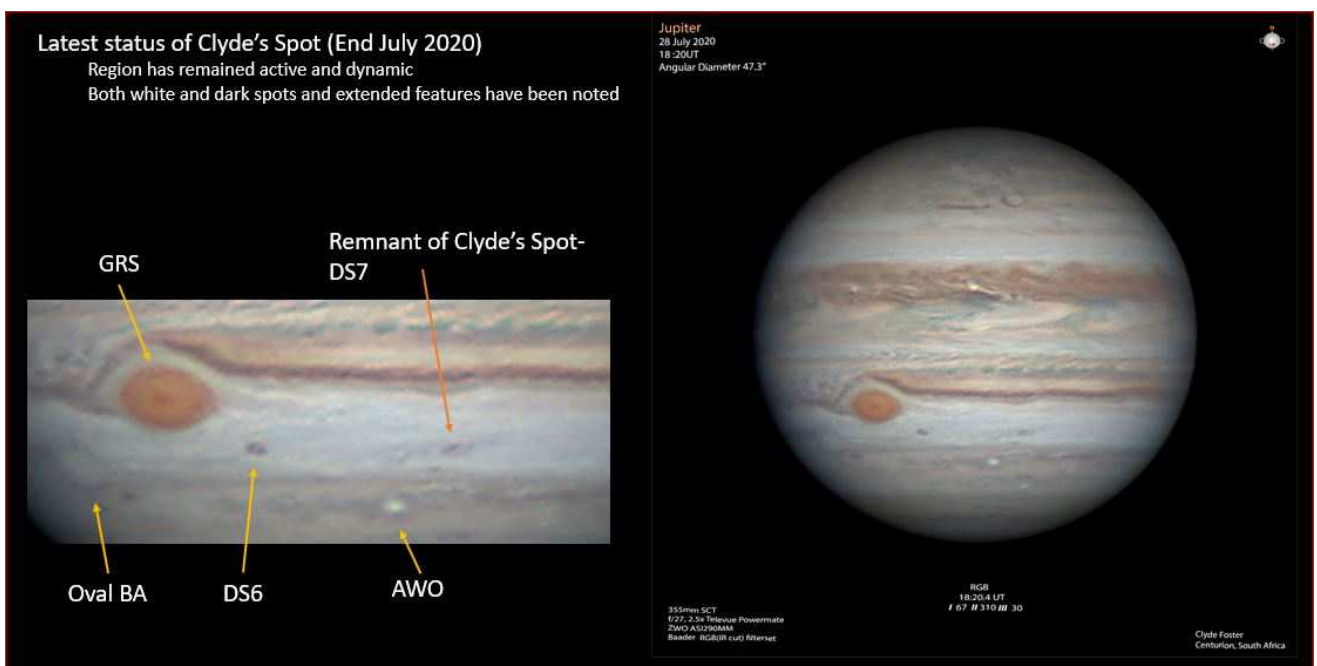 Latest status of Clyde's Spot (End July 2020)
Region has remained active and dynamic
Both white and dark spots and extended features have been noted
Remnant of Clyde's Spot-
DS7
GRS
Oval BA
DS6
AWO
Jupiter
28 July 2020
18 :20UT
Angular Diameter 47.3"
N
RGB
18:20.4 UT
I 67 II 310 III 30
355mm SCT
f/27, 2.5x Televue Powermate
ZWO ASI290MM
Baader RGB(IR cut) filterset
Clyde Foster
Centurion, South Africa